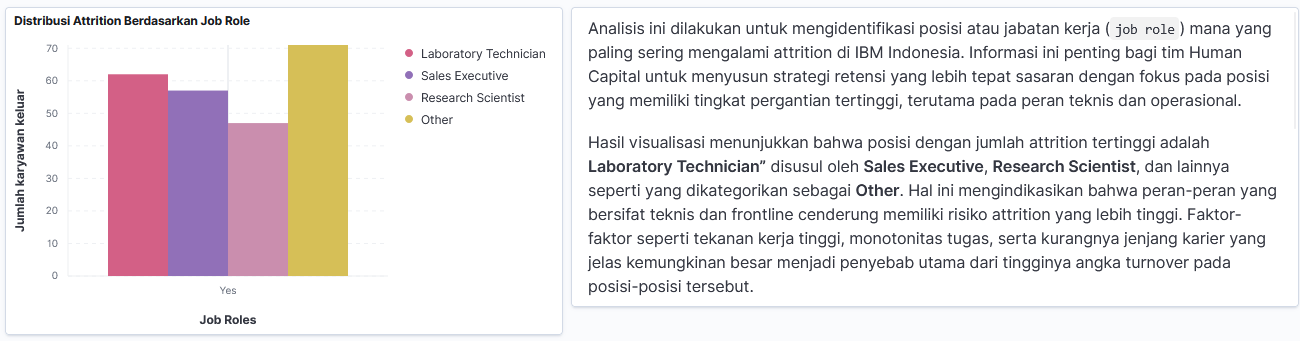 Distribusi Attrition Berdasarkan Job Role
Jumlah karyawan keluar
70
60
50
40
30
20
10
0
Yes
Job Roles
Laboratory Technician
Sales Executive
Research Scientist
Other
Analisis ini dilakukan untuk mengidentifikasi posisi atau jabatan kerja ( job role ) mana yang
paling sering mengalami attrition di IBM Indonesia. Informasi ini penting bagi tim Human
Capital untuk menyusun strategi retensi yang lebih tepat sasaran dengan fokus pada posisi
yang memiliki tingkat pergantian tertinggi, terutama pada peran teknis dan operasional.
Hasil visualisasi menunjukkan bahwa posisi dengan jumlah attrition tertinggi adalah
Laboratory Technician” disusul oleh Sales Executive, Research Scientist, dan lainnya
seperti yang dikategorikan sebagai Other. Hal ini mengindikasikan bahwa peran-peran yang
bersifat teknis dan frontline cenderung memiliki risiko attrition yang lebih tinggi. Faktor-
faktor seperti tekanan kerja tinggi, monotonitas tugas, serta kurangnya jenjang karier yang
jelas kemungkinan besar menjadi penyebab utama dari tingginya angka turnover pada
posisi-posisi tersebut.